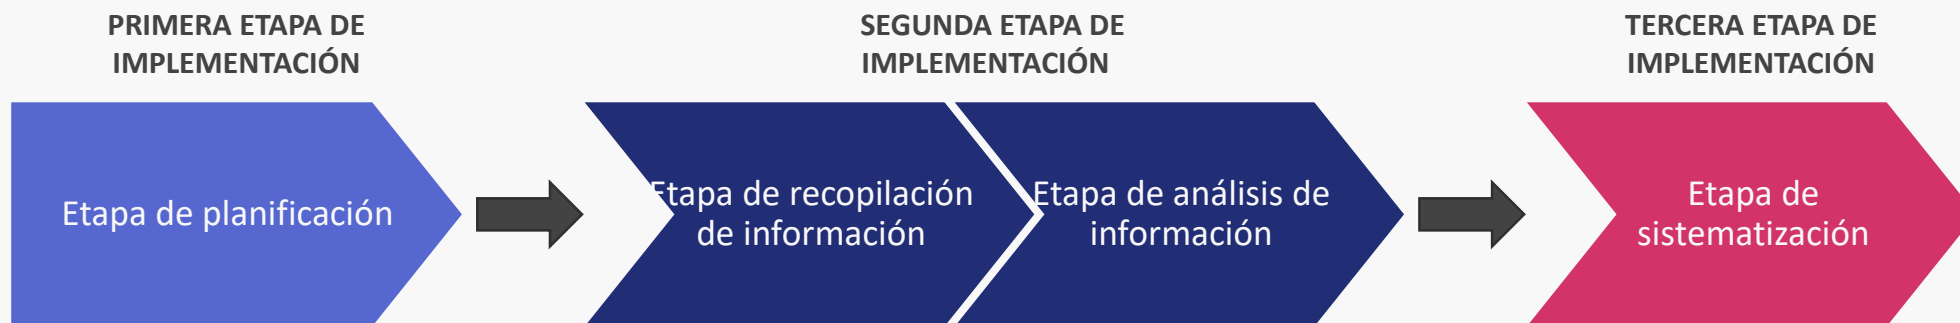 PRIMERA ETAPA DE
IMPLEMENTACIÓN
SEGUNDA ETAPA DE
IMPLEMENTACIÓN
TERCERA ETAPA DE
IMPLEMENTACIÓN
Etapa de planificación
Etapa de recopilación
de información
Etapa de análisis de
información
Etapa de
sistematización